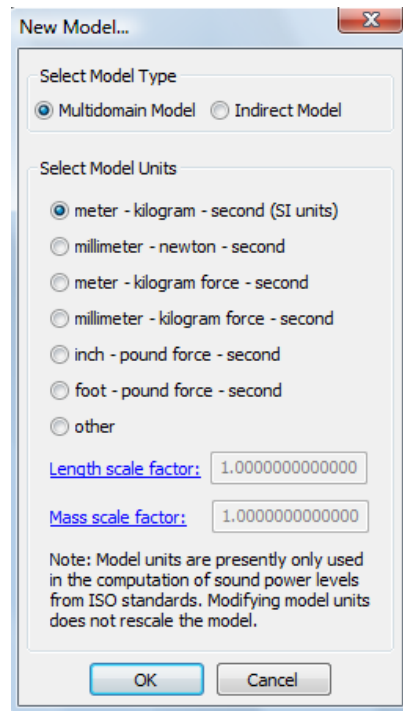 New Model...
Select Model Type
Multidomain Model Indirect Model
Select Model Units
meter - kilogram - second (SI units)
millimeter - newton - second
meter - kilogram force - second
millimeter - kilogram force - second
inch - pound force - second
foot - pound force - second
other
Length scale factor: 1.0000000000000
Mass scale factor: 1.0000000000000
Note: Model units are presently only used
in the computation of sound power levels
from ISO standards. Modifying model units
does not rescale the model.
OK Cancel